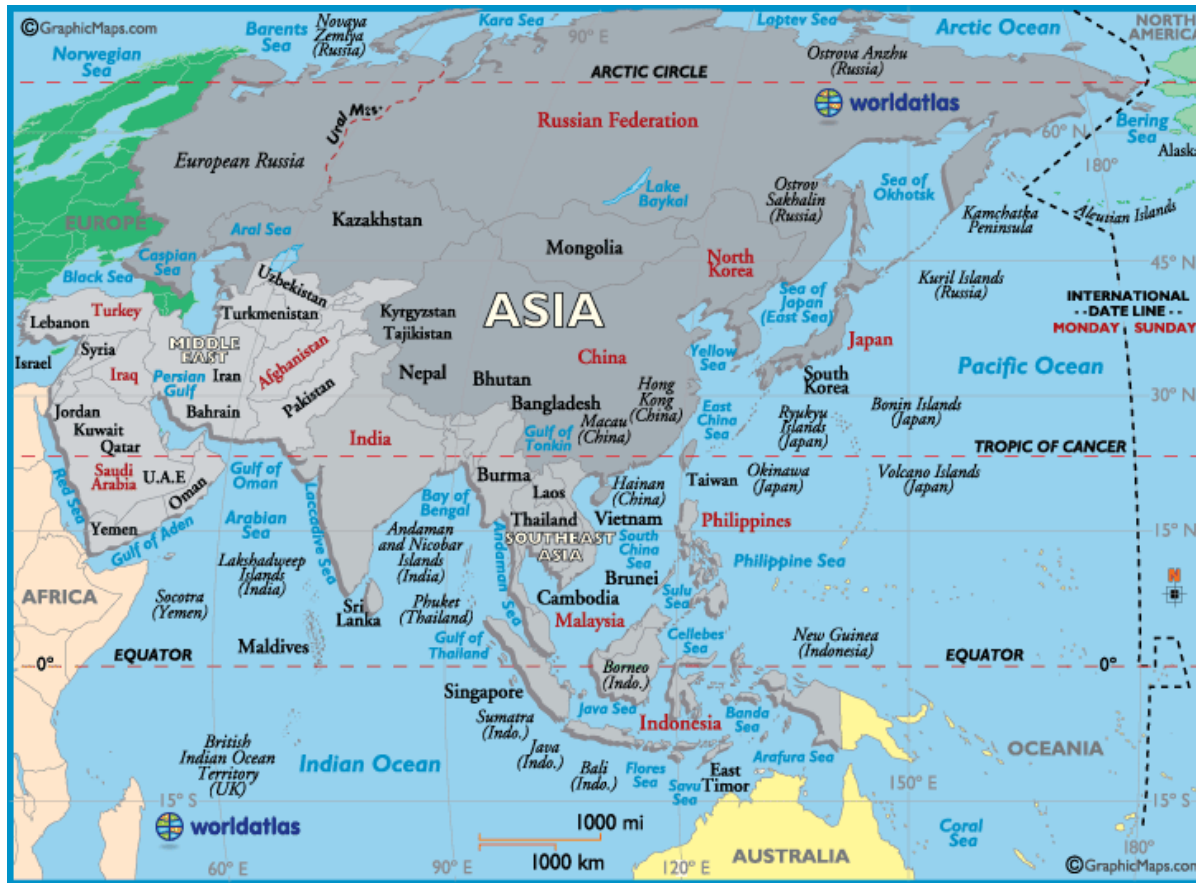 ©GraphicMaps.com
Norwegian
Sea
Barents
Sea
Novaya
Zemlya
(Russia)
Kara Sea
90° E
Laptev Sea
Arctic Ocean
NORTH
AMERICA
Ostrova Anzhu
(Russia)
ARCTIC CIRCLE
worldatlas
Ural Mts.
Russian Federation
60° N
Bering
Sea
180°
Alaska
European Russia
Lake
Baykal
Ostrov
Sakhalin
(Russia)
Sea of
Okhotsk
Kamchatka
Peninsula
Aleutian Islands
EUROPE
Aral Sea
Kazakhstan
Mongolia
North
Korea
45° N
Black Sea
Caspian
Sea
Uzbekistan
Kuril Islands
(Russia)
INTERNATIONAL
-- DATE LINE --
MONDAY
SUNDAY
Lebanon
Turkey
Turkmenistan
Kyrgyzstan
Tajikistan
ASIA
Sea of
Japan
(East Sea)
Japan
Israel
Syria
MIDDLE
EAST
Afghanistan
China
Yellow
Sea
South
Korea
Pacific Ocean
Iraq
Persian
Gulf
Iran
Pakistan
Nepal
Bhutan
Hong
Kong
(China)
30° N
Jordan
Kuwait
Qatar
Bahrain
Bangladesh
Macau
(China)
East
China
Sea
Ryukyu
Islands
(Japan)
Bonin Islands
(Japan)
India
Gulf of
Tonkin
TROPIC OF CANCER
Red Sea
Saudi
Arabia
U.A.E
Oman
Gulf of
Oman
Laccadive Sea
Bay of
Bengal
Burma
Laos
Hainan
(China)
Taiwan
Okinawa
(Japan)
Volcano Islands
(Japan)
Yemen
Gulf of Aden
Arabian
Sea
Andaman
and Nicobar
Islands
(India)
Andaman Sea
Thailand
SOUTHEAST
ASIA
Vietnam
South
China
Sea
Philippines
15° N
Lakshadweep
Islands
(India)
Philippine Sea
N
AFRICA
Socotra
(Yemen)
Sri
Lanka
Phuket
(Thailand)
Cambodia
Brunei
Sulu
Sea
Malaysia
Maldives
Gulf of
Thailand
Cellebes
Sea
New Guinea
(Indonesia)
0°
EQUATOR
Borneo
(Indo.)
EQUATOR
0°
Singapore
Sumatra
(Indo.)
Java Sea
Indonesia
Banda
Sea
British
Indian Ocean
Territory
(UK)
Indian Ocean
Java
(Indo.)
Bali
(Indo.)
Flores
Sea
Savu
Sea
East
Timor
Arafura Sea
OCEANIA
15° S
150° E
15° S
worldatlas
1000 mi
1000 km
Coral
Sea
60° E
90° E
120° E
AUSTRALIA
180°
©GraphicMaps.com